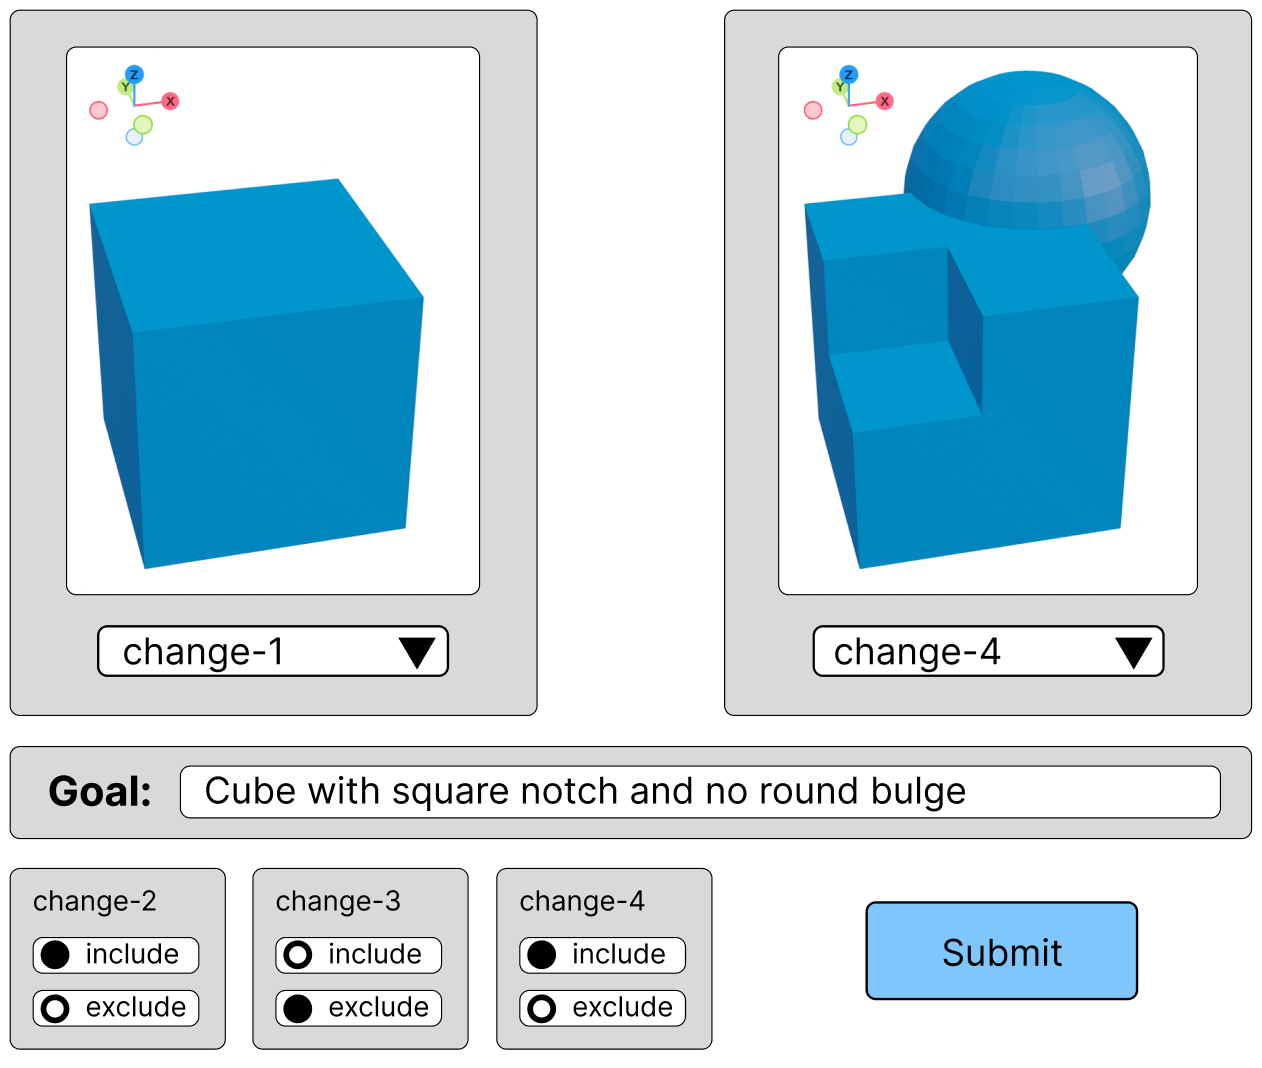 Z
Y
X
Z
Y
X
change-1
change-4
Goal: Cube with square notch and no round bulge
change-2
include
exclude
change-3
include
exclude
change-4
include
exclude
Submit